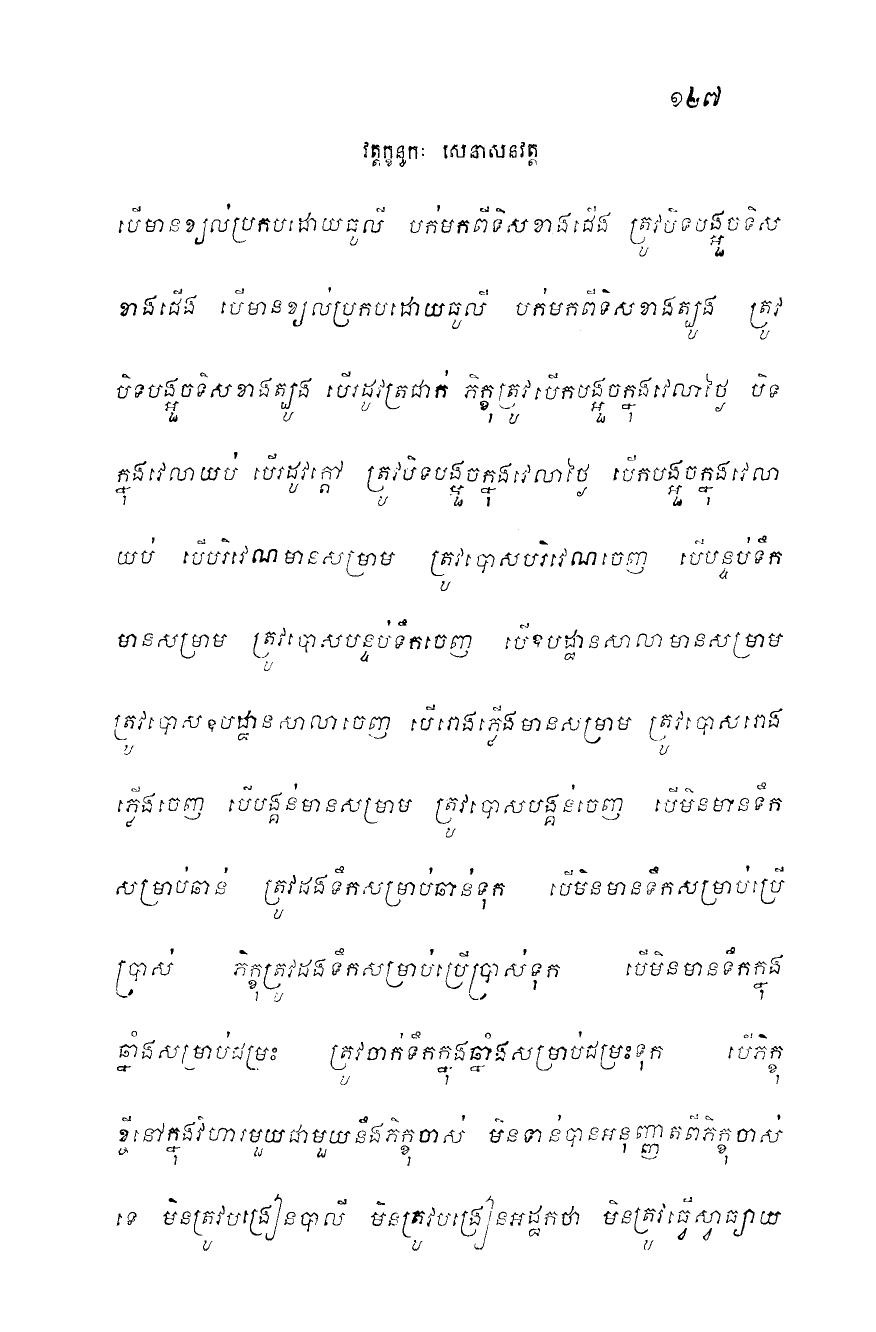 ១២៧
វត្តក្ខន្ធកៈ សេនាសនវត្ត
បើមានខ្យល់ប្រកបដោយធូលី បក់មកពីទិសខាងជើង ត្រូវបិទបង្អួចទិស
ខាងជើង បើមានខ្យល់ប្រកបដោយធូលី បក់មកពីទិសខាងត្បូង ត្រូវ
បិទបង្អួចទិសខាងត្បូង បើរដូវត្រជាក់ ភិក្ខុត្រូវបើកបង្អួចក្នុងវេលាថ្ងៃ បិទ
ក្នុងវេលាយប់ បើរដូវក្តៅ ត្រូវបិទបង្អួចក្នុងវេលាថ្ងៃ បើកបង្អួចក្នុងវេលា
យប់ បើបរិវេណមានសម្រាម ត្រូវបោសបរិវេណចេញ បើបន្ទប់ទឹក
មានសម្រាម ត្រូវបោសបន្ទប់ទឹកចេញ បើឧបដ្ឋានសាលាមានសម្រាម
ត្រូវបោសឧបដ្ឋានសាលាចេញ បើរោងភ្លើងមានសម្រាម ត្រូវបោសរោង
ភ្លើងចេញ បើបង្គន់មានសម្រាម ត្រូវបោសបង្គន់ចេញ បើមិនមានទឹក
សម្រាប់ឆាន់ ត្រូវដងទឹកសម្រាប់ឆាន់ទុក បើមិនមានទឹកសម្រាប់ប្រើ
ប្រាស់ ភិក្ខុត្រូវដងទឹកសម្រាប់ប្រើប្រាស់ទុក បើមិនមានទឹកក្នុង
ឆ្នាំងសម្រាប់ជម្រុះ ត្រូវចាក់ទឹកក្នុងឆ្នាំងសម្រាប់ជម្រះទុក បើភិក្ខុ
ខ្ចីនៅក្នុងវិហារមួយជាមួយនឹងភិក្ខុចាស់ មិនទាន់បានអនុញ្ញាតពីភិក្ខុចាស់
ទេ មិនត្រូវបង្រៀនបាលី មិនត្រូវបង្រៀនអដ្ឋកថា មិនត្រូវធ្វើស្វាធ្យាយ